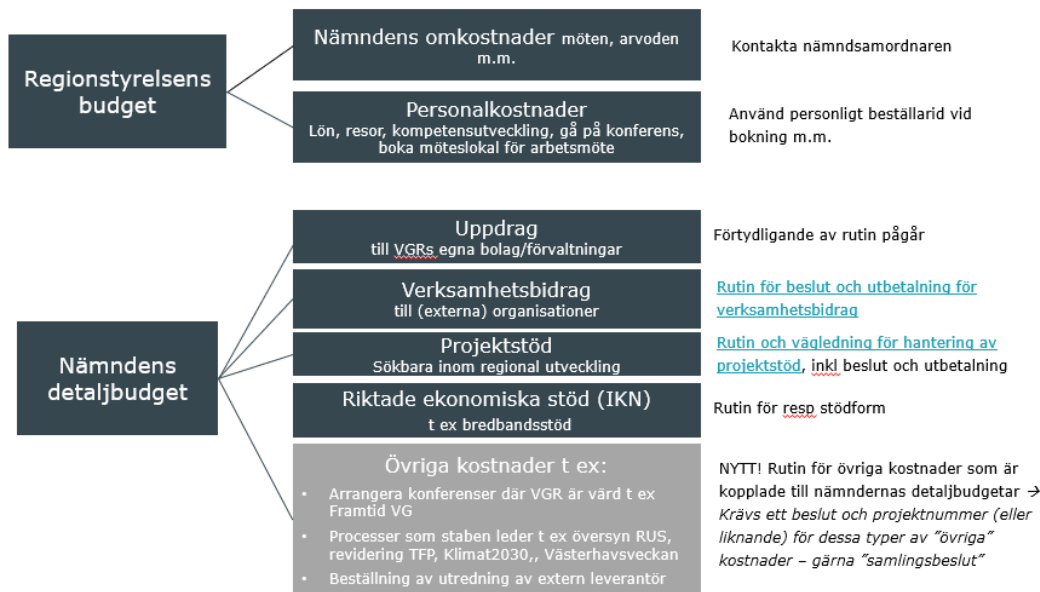 Regionstyrelsens
budget
Nämndens omkostnader möten, arvoden
m.m.
Kontakta nämndsamordnaren
Personalkostnader
Lön, resor, kompetensutveckling, gå på konferens,
boka möteslokal för arbetsmöte
Använd personligt beställarid vid
bokning m.m.
Nämndens
detaljbudget
Uppdrag
till VGRs egna bolag/förvaltningar
Förtydligande av rutin pågår
Verksamhetsbidrag
till (externa) organisationer
Rutin för beslut och utbetalning för
verksamhetsbidrag
Projektstöd
Sökbara inom regional utveckling
Rutin och vägledning för hantering av
projektstöd, inkl beslut och utbetalning
Riktade ekonomiska stöd (IKN)
t ex bredbandsstöd
Rutin för resp stödform
Övriga kostnader t ex:
• Arrangera konferenser där VGR är värd t ex
Framtid VG
• Processer som staben leder t ex översyn RUS,
revidering TFP, Klimat2030,, Västerhavsveckan
• Beställning av utredning av extern leverantör
NYTT! Rutin för övriga kostnader som är
kopplade till nämndernas detaljbudgetar →
Krävs ett beslut och projektnummer (eller
liknande) för dessa typer av ”övriga”
kostnader – gärna ”samlingsbeslut”